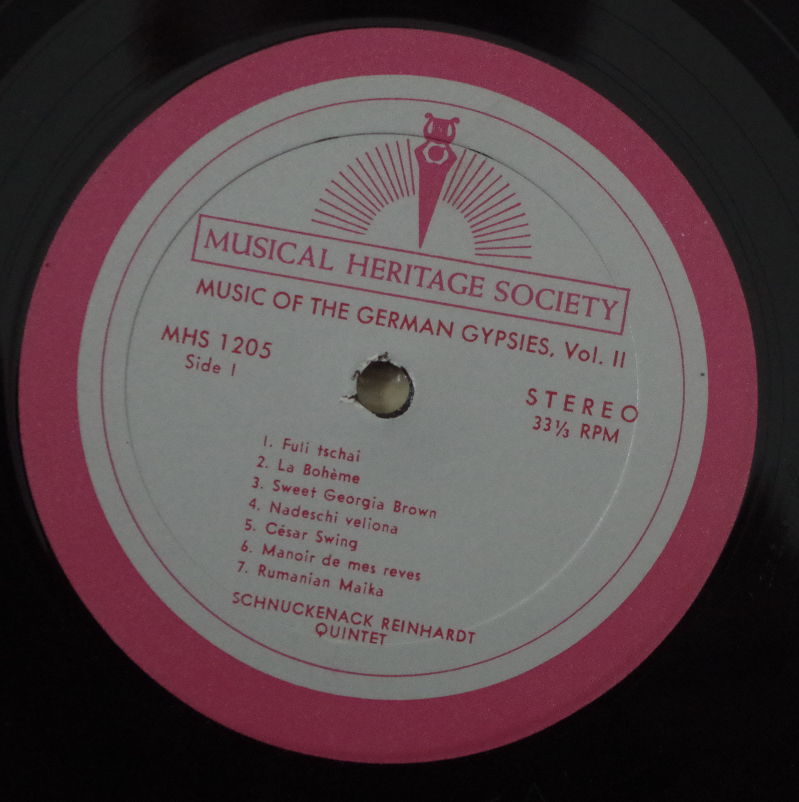 MUSICAL HERITAGE SOCIETY
MUSIC OF THE GERMAN GYPSIES, Vol. II
MHS 1205
Side I
STEREO
33⅓ RPM
1. Fuli tschai
2. La Bohème
3. Sweet Georgia Brown
4. Nadeschi veliona
5. César Swing
6. Manoir de mes reves
7. Rumanian Maika
SCHNUCKENACK REINHARDT
QUINTET